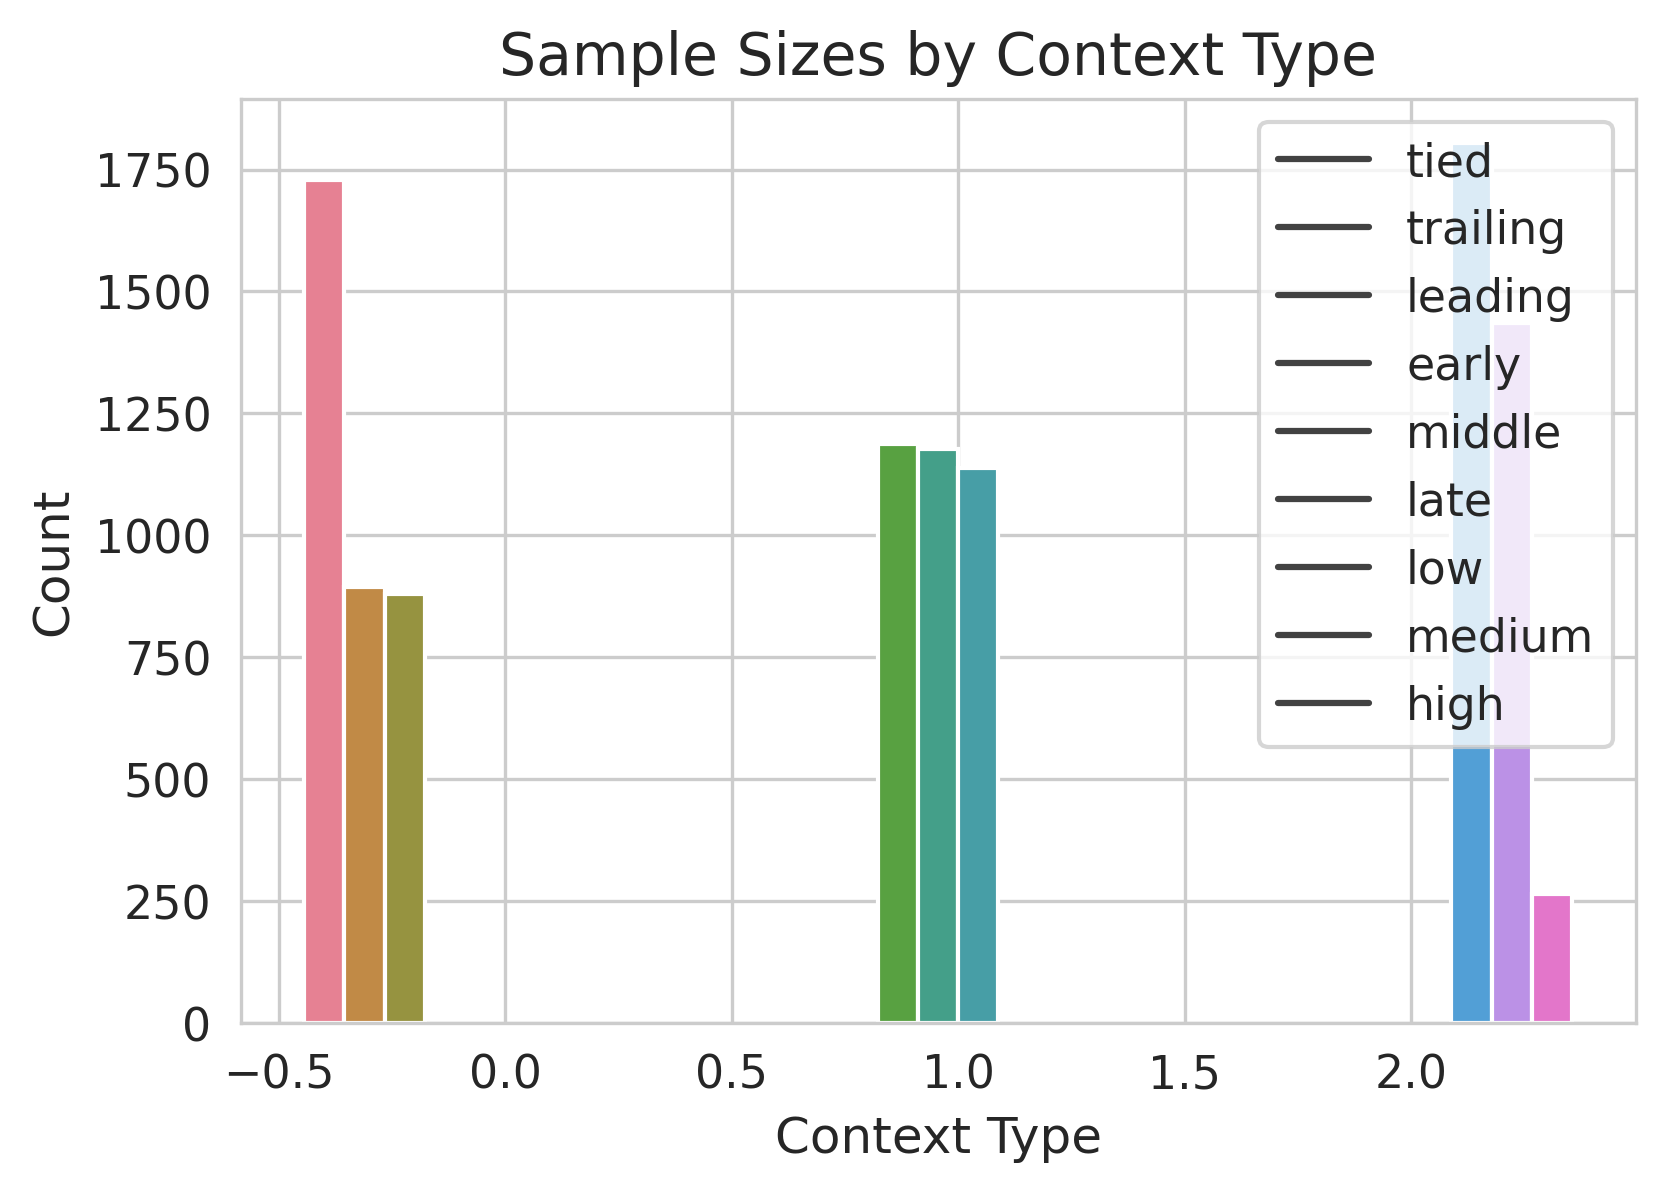 Sample Sizes by Context Type
1750
1500
1250
1000
750
500
250
0
Count
tied
trailing
leading
early
middle
late
low
medium
high
−0.5 0.0 0.5 1.0 1.5 2.0
Context Type